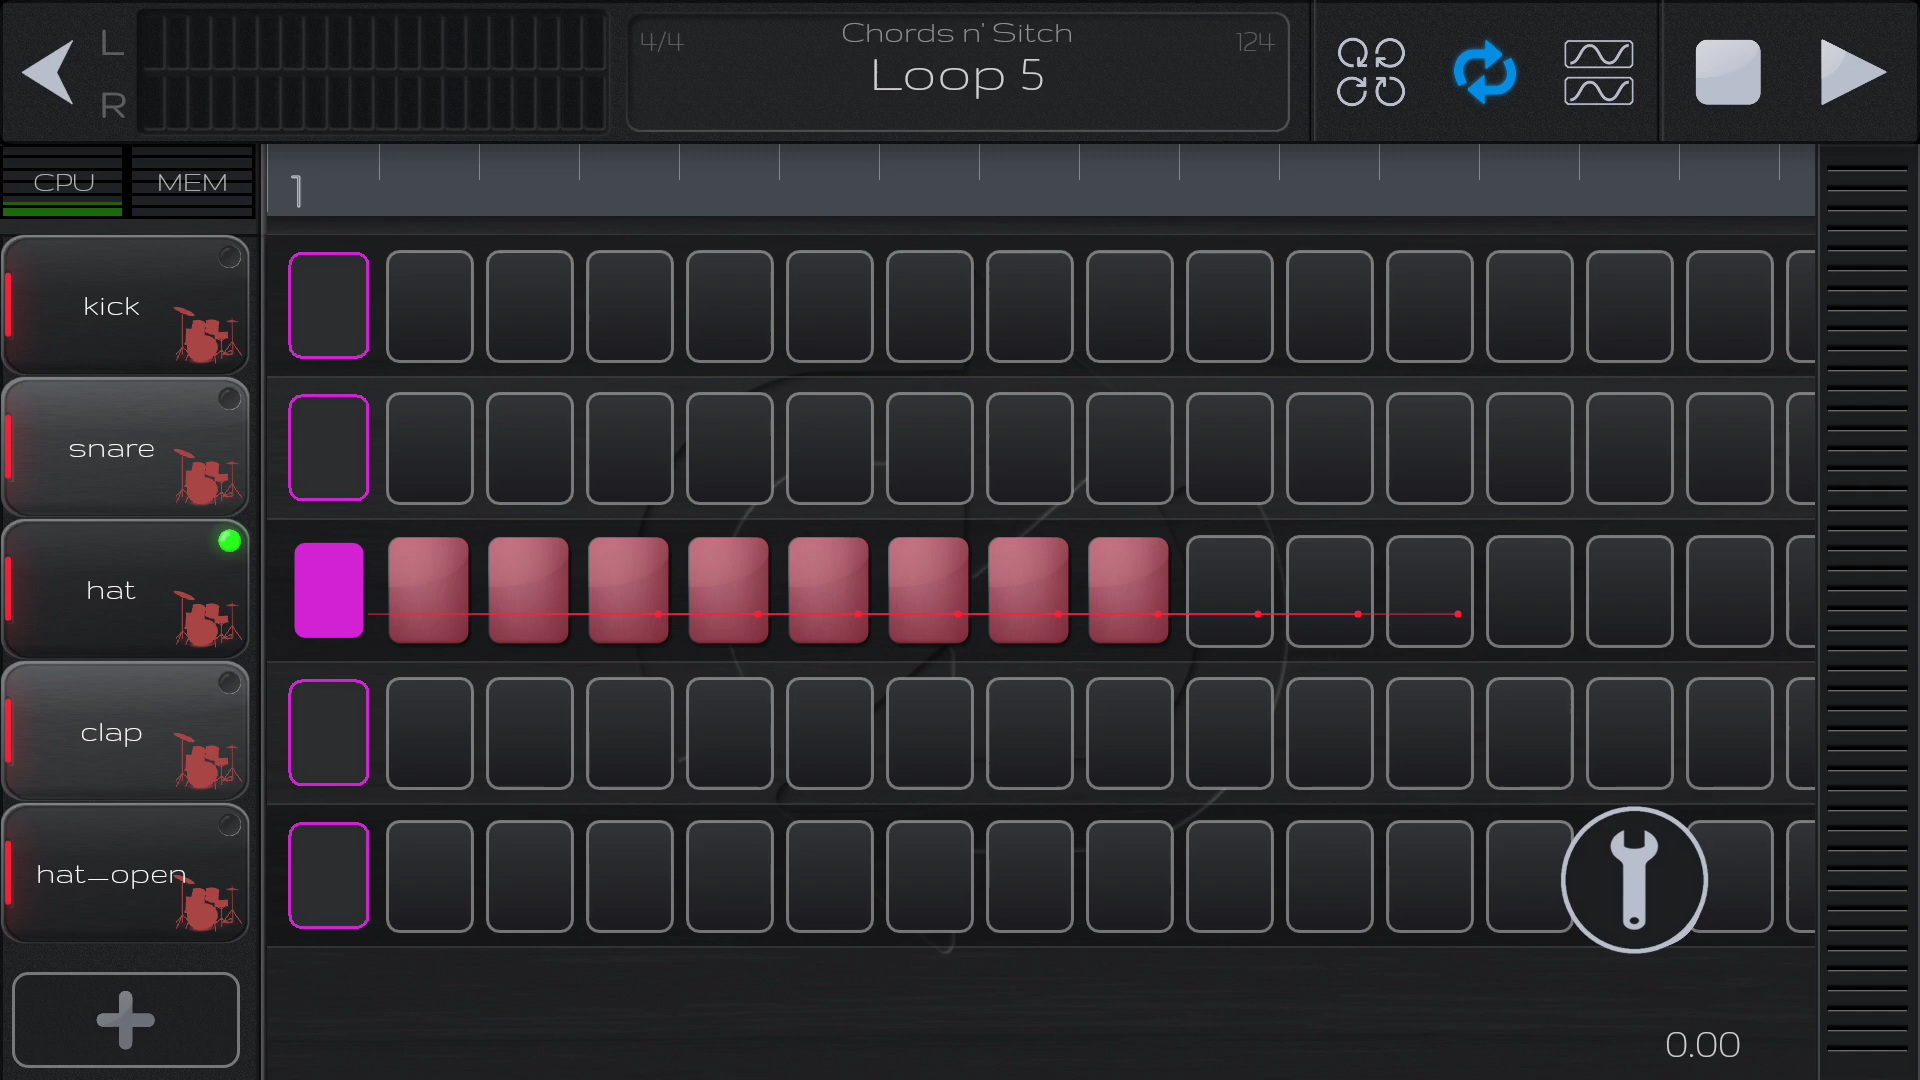 L
R
4/4
Chords n' Sitch
124
Loop 5
CPU
MEM
1
kick
snare
hat
clap
hat_open
0.00